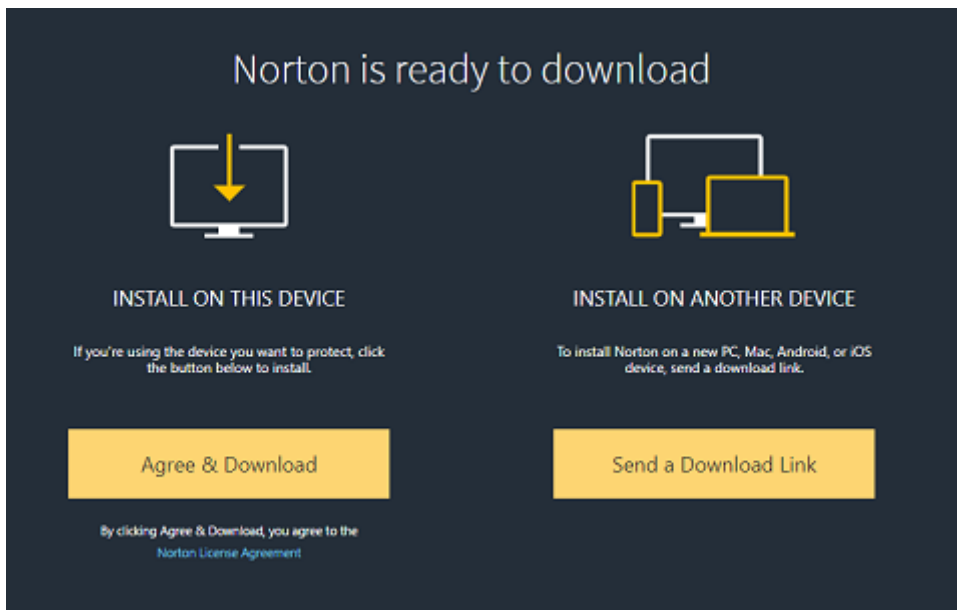 Norton is ready to download
INSTALL ON THIS DEVICE
If you're using the device you want to protect, click
the button below to install.
Agree & Download
By clicking Agree & Download, you agree to the
Norton License Agreement
INSTALL ON ANOTHER DEVICE
To install Norton on a new PC, Mac, Android, or iOS
device, send a download link.
Send a Download Link